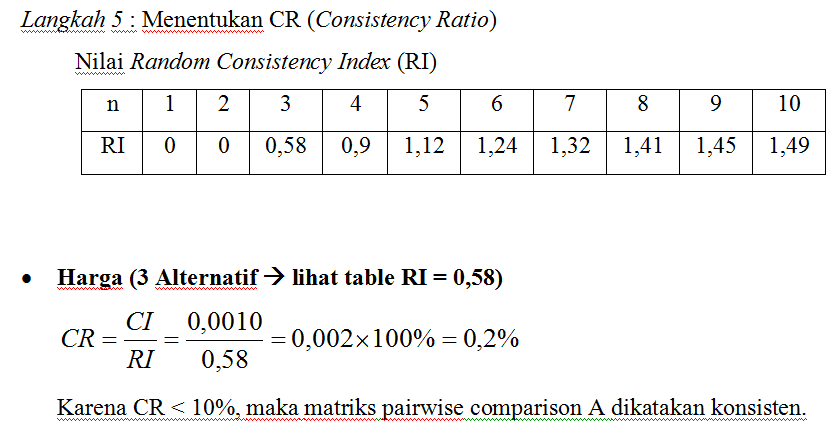 Langkah 5 : Menentukan CR (Consistency Ratio)
Nilai Random Consistency Index (RI)
n 1 2 3 4 5 6 7 8 9 10
RI 0 0 0,58 0,9 1,12 1,24 1,32 1,41 1,45 1,49
• Harga (3 Alternatif → lihat table RI = 0,58)
CR = CI/RI = 0,0010/0,58 = 0,002×100% = 0,2%
Karena CR < 10%, maka matriks pairwise comparison A dikatakan konsisten.